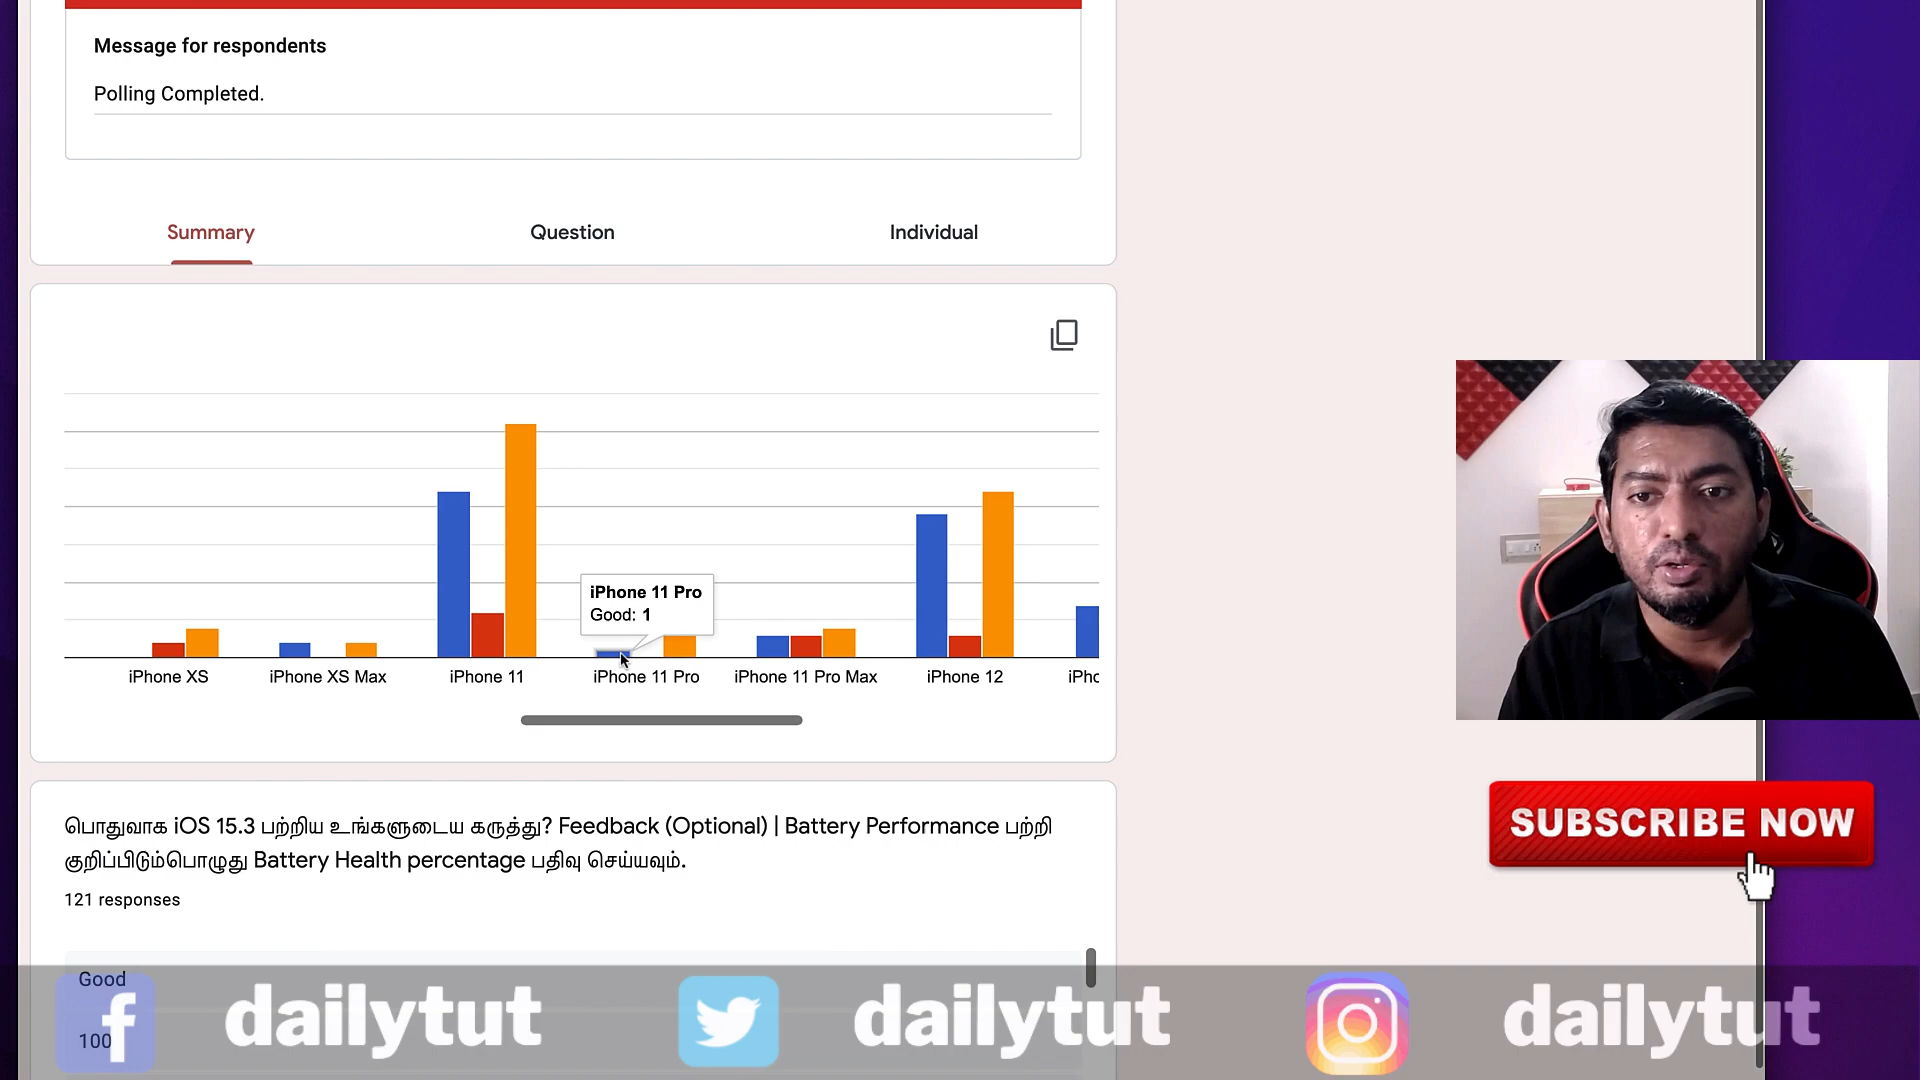 Message for respondents
Polling Completed.
Summary
Question
Individual
iPhone 11 Pro
Good: 1
iPhone XS
iPhone XS Max
iPhone 11
iPhone 11 Pro
iPhone 11 Pro Max
iPhone 12
iPho
பொதுவாக iOS 15.3 பற்றிய உங்களுடைய கருத்து? Feedback (Optional) | Battery Performance பற்றி
குறிப்பிடும்பொழுது Battery Health percentage பதிவு செய்யவும்.
121 responses
SUBSCRIBE NOW
Good
100
dailytut
dailytut
dailytut